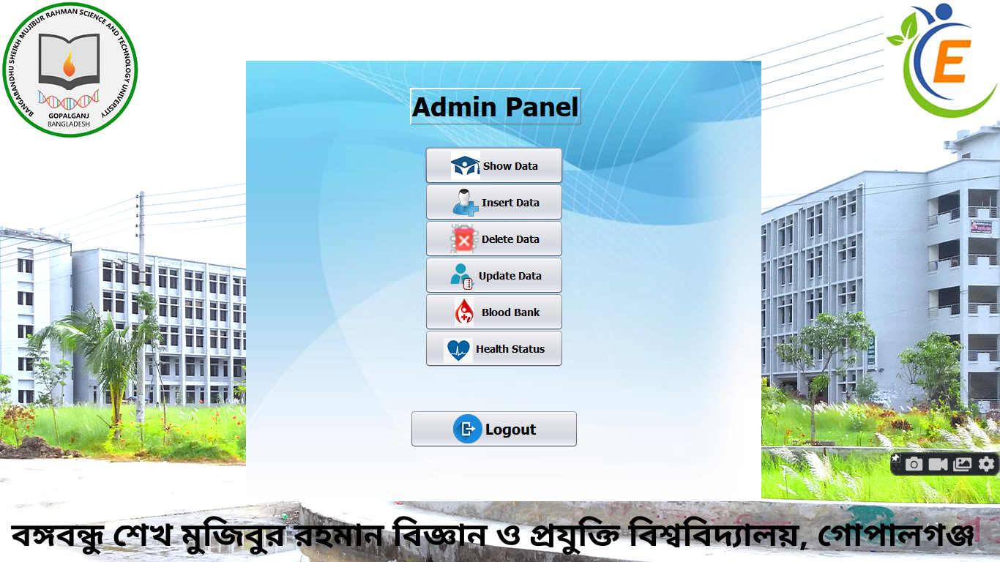 BANGABANDHU SHEIKH MUJIBUR RAHMAN SCIENCE AND TECHNOLOGY UNIVERSITY
GOPALGANJ
BANGLADESH
E
Admin Panel
Show Data
Insert Data
Delete Data
Update Data
Blood Bank
Health Status
Logout
বঙ্গবন্ধু শেখ মুজিবুর রহমান বিজ্ঞান ও প্রযুক্তি বিশ্ববিদ্যালয়, গোপালগঞ্জ